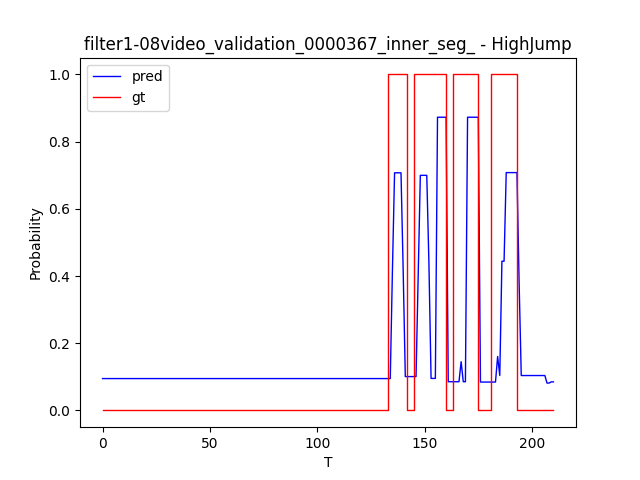 filter1-08video_validation_0000367_inner_seg_ - HighJump
pred
gt
1.0
0.8
0.6
0.4
0.2
0.0
Probability
0
50
100
150
200
T